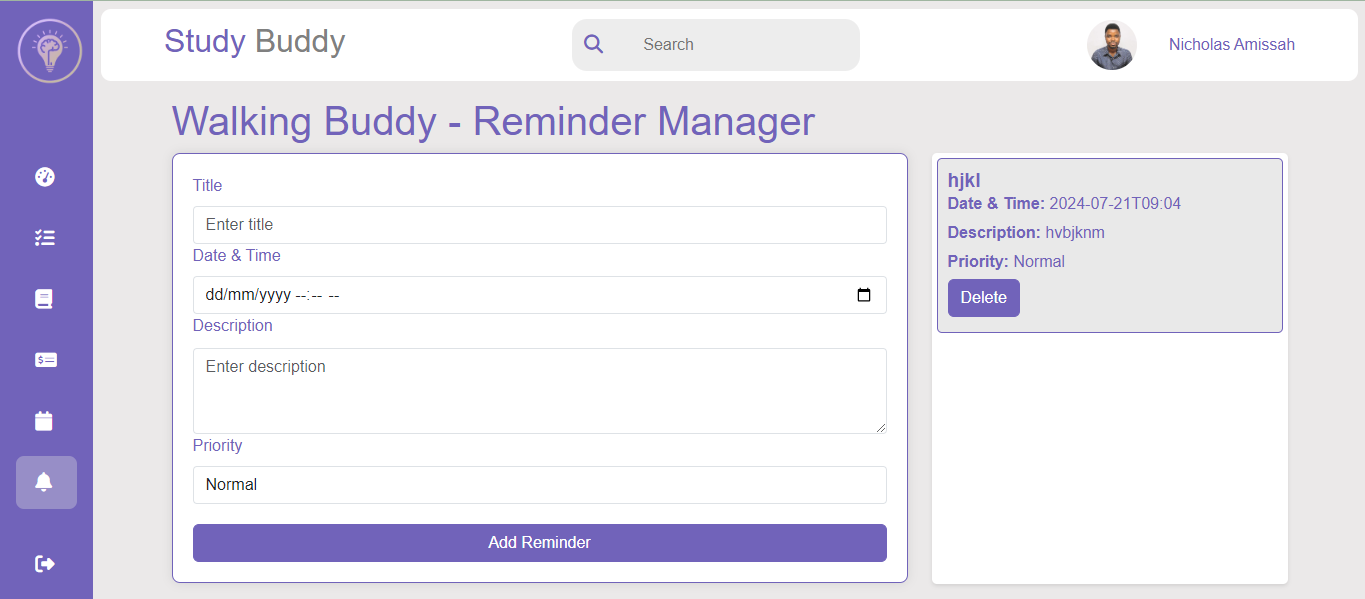 Study Buddy
Search
Nicholas Amissah
Walking Buddy - Reminder Manager
Title
Enter title
Date & Time
dd/mm/yyyy --:-- --
Description
Enter description
Priority
Normal
Add Reminder
hjkl
Date & Time: 2024-07-21T09:04
Description: hvbjknm
Priority: Normal
Delete